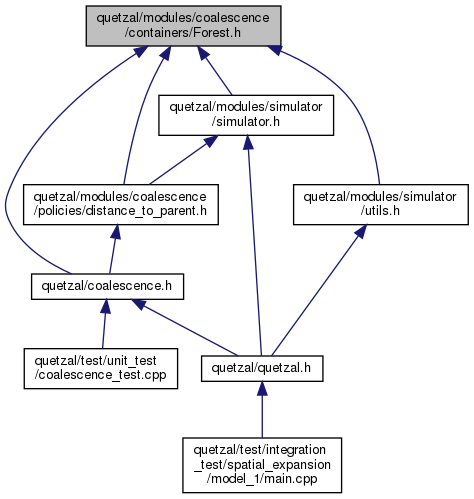 quetzal/modules/coalescence
/containers/Forest.h
quetzal/modules/simulator
/simulator.h
quetzal/modules/coalescence
/policies/distance_to_parent.h
quetzal/modules/simulator
/utils.h
quetzal/coalescence.h
quetzal/test/unit_test
/coalescence_test.cpp
quetzal/quetzal.h
quetzal/test/integration
_test/spatial_expansion
/model_1/main.cpp